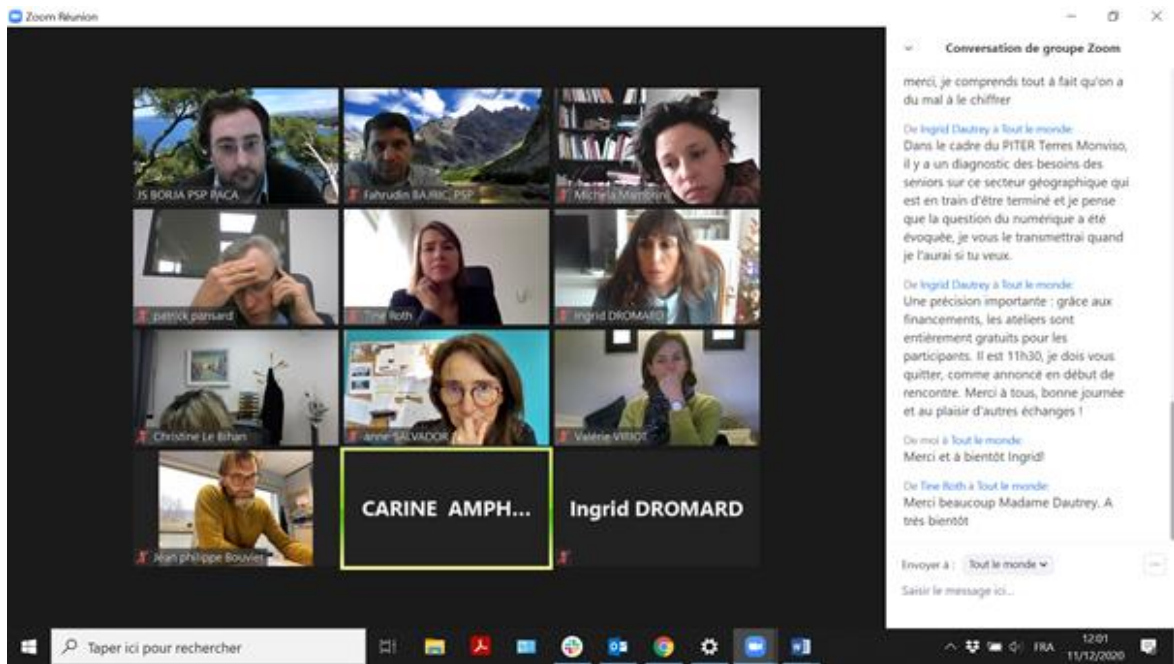 Zoom Réunion
JS BORJA PSP PACA
Fahrudin BAJRIC, PSP
Michela Mambrini
patrick pansard
Tine Roth
Ingrid DROMARD
Christine Le Bihan
anne SALVADOR
Valérie VIRIOT
Jean philippe Bouvier
CARINE AMPH...
Ingrid DROMARD
Conversation de groupe Zoom
merci, je comprends tout à fait qu'on a
du mal à le chiffrer
De Ingrid Dautrey à Tout le monde:
Dans le cadre du PITER Terres Monviso,
il y a un diagnostic des besoins des
seniors sur ce secteur géographique qui
est en train d'être terminé et je pense
que la question du numérique a été
évoquée, je vous le transmettrai quand
je l'aurai si tu veux.
De Ingrid Dautrey à Tout le monde:
Une précision importante : grâce aux
financements, les ateliers sont
entièrement gratuits pour les
participants. Il est 11h30, je dois vous
quitter, comme annoncé en début de
rencontre. Merci à tous, bonne journée
et au plaisir d'autres échanges !
De moi à Tout le monde:
Merci et à bientôt Ingrid!
De Tine Roth à Tout le monde:
Merci beaucoup Madame Dautrey. A
très bientôt
Envoyer à : Tout le monde
Saisir le message ici...
Taper ici pour rechercher
FRA
12:01
11/12/2020